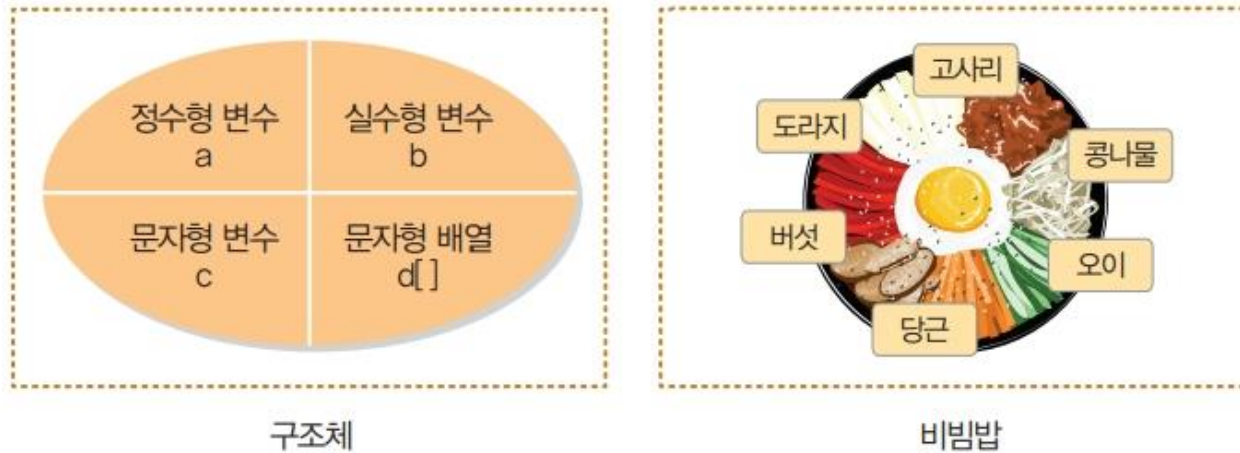 정수형 변수
a
실수형 변수
b
문자형 변수
c
문자형 배열
d[ ]
구조체
고사리
도라지
콩나물
버섯
오이
당근
비빔밥